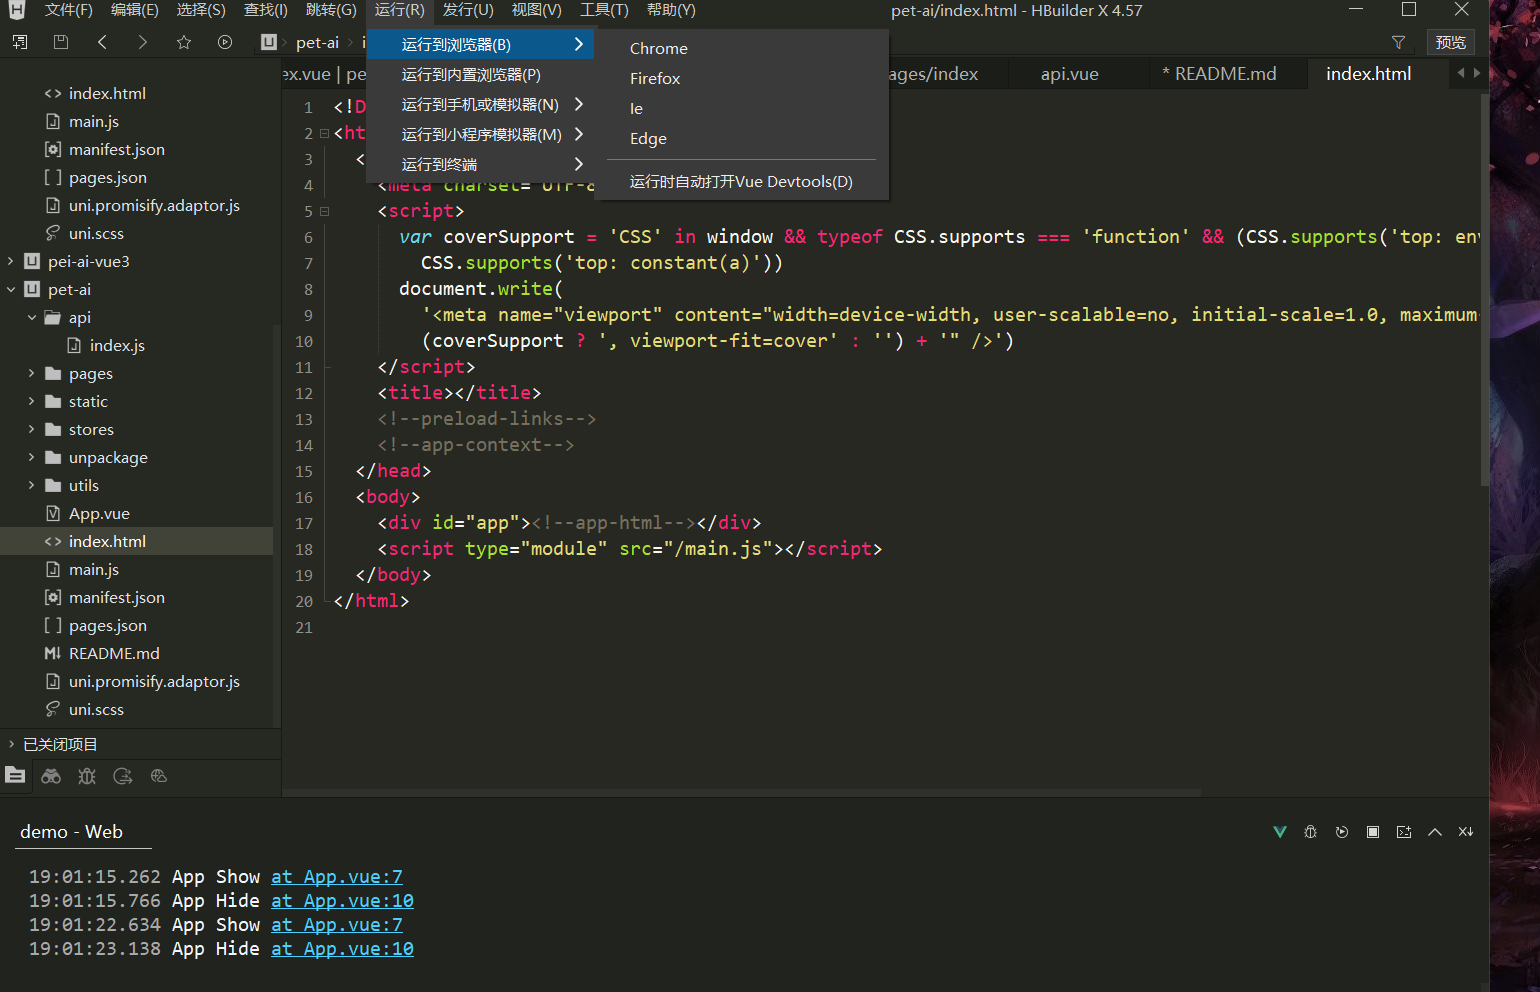 文件(F) 编辑(E) 选择(S) 查找(I) 跳转(G) 运行(R) 发行(U) 视图(V) 工具(T) 帮助(Y) pet-ai/index.html - HBuilder X 4.57
pet-ai 预览
运行到浏览器(B)
运行到内置浏览器(P)
运行到手机或模拟器(N)
运行到小程序模拟器(M)
运行到终端
Chrome
Firefox
Ie
Edge
运行时自动打开Vue Devtools(D)
ex.vue | pe ages/index api.vue * README.md index.html
index.html
main.js
manifest.json
pages.json
uni.promisify.adaptor.js
uni.scss
pei-ai-vue3
pet-ai
api
index.js
pages
static
stores
unpackage
utils
App.vue
index.html
main.js
manifest.json
pages.json
README.md
uni.promisify.adaptor.js
uni.scss
已关闭项目
1 <!D
2 <ht
3 <
4 <meta charset="UTF-8
5 <script>
6 var coverSupport = 'CSS' in window && typeof CSS.supports === 'function' && (CSS.supports('top: env
7 CSS.supports('top: constant(a)'))
8 document.write(
9 '<meta name="viewport" content="width=device-width, user-scalable=no, initial-scale=1.0, maximum-
10 (coverSupport ? ', viewport-fit=cover' : '') + '" />')
11 </script>
12 <title></title>
13 <!--preload-links-->
14 <!--app-context-->
15 </head>
16 <body>
17 <div id="app"><!--app-html--></div>
18 <script type="module" src="/main.js"></script>
19 </body>
20 </html>
21
demo - Web
19:01:15.262 App Show at App.vue:7
19:01:15.766 App Hide at App.vue:10
19:01:22.634 App Show at App.vue:7
19:01:23.138 App Hide at App.vue:10